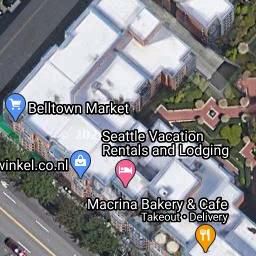 Belltown Market
Seattle Vacation
Rentals and Lodging
winkel.co.nl
Macrina Bakery & Cafe
Takeout • Delivery